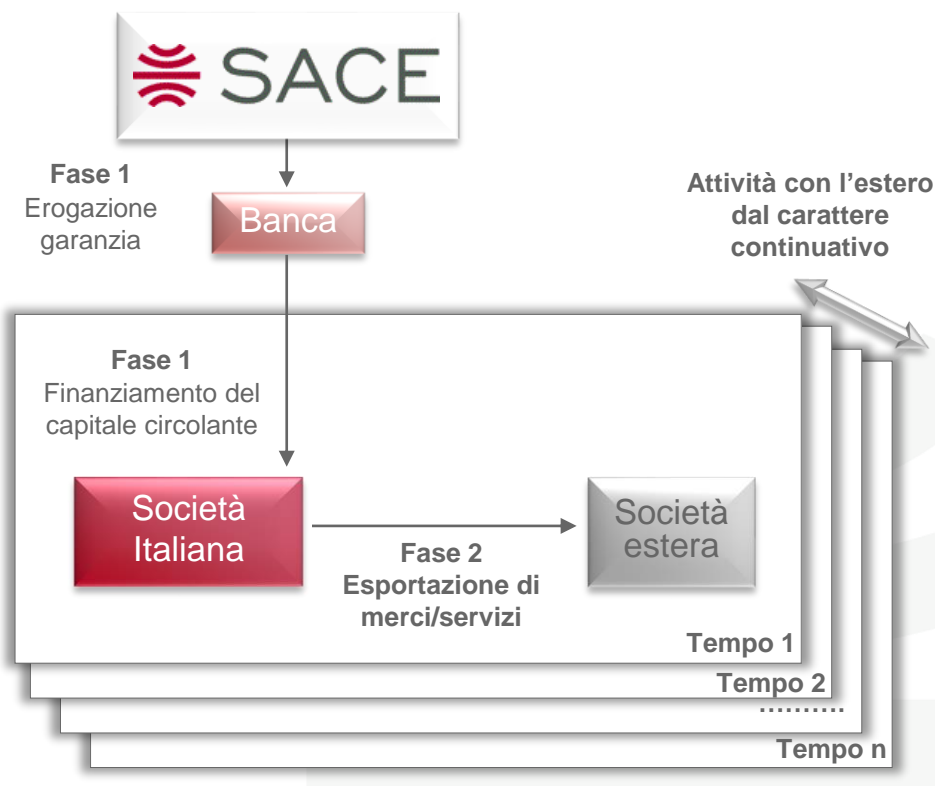 SACE
Fase 1
Erogazione
garanzia
Banca
Attività con l'estero
dal carattere
continuativo
Fase 1
Finanziamento del
capitale circolante
Società
Italiana
Fase 2
Esportazione di
merci/servizi
Società
estera
Tempo 1
Tempo 2
..........
Tempo n